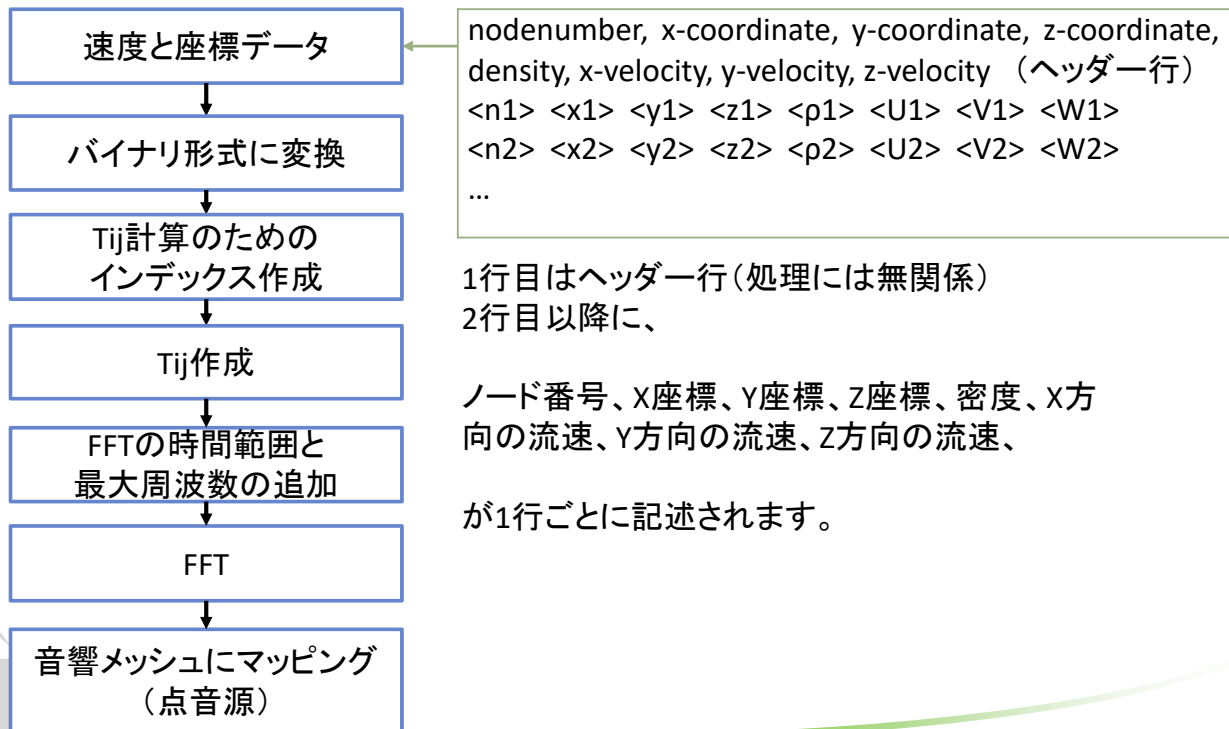 速度と座標データ
バイナリ形式に変換
Tij計算のための
インデックス作成
Tij作成
FFTの時間範囲と
最大周波数の追加
FFT
音響メッシュにマッピング
（点音源）
nodenumber, x-coordinate, y-coordinate, z-coordinate,
density, x-velocity, y-velocity, z-velocity （ヘッダー行）
<n1> <x1> <y1> <z1> <ρ1> <U1> <V1> <W1>
<n2> <x2> <y2> <z2> <ρ2> <U2> <V2> <W2>
…
1行目はヘッダー行（処理には無関係）
2行目以降に、
ノード番号、X座標、Y座標、Z座標、密度、X方
向の流速、Y方向の流速、Z方向の流速、
が1行ごとに記述されます。